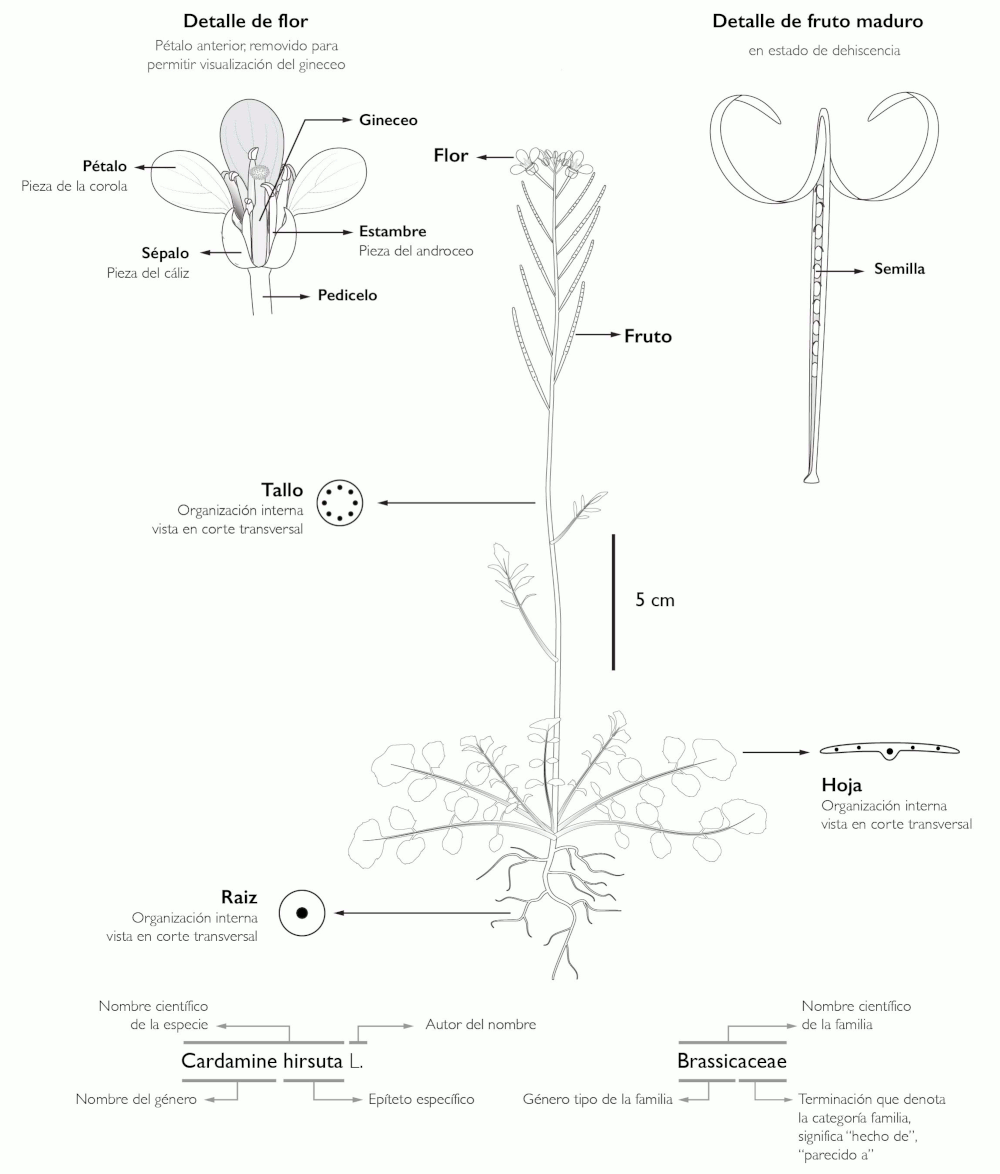 Detalle de flor
Pétalo anterior, removido para
permitir visualización del gineceo
Detalle de fruto maduro
en estado de dehiscencia
Gineceo
Pétalo
Pieza de la corola
Estambre
Pieza del androceo
Sépalo
Pieza del cáliz
Pedicelo
Flor
Fruto
Semilla
Tallo
Organización interna
vista en corte transversal
5 cm
Hoja
Organización interna
vista en corte transversal
Raiz
Organización interna
vista en corte transversal
Nombre científico
de la especie
Autor del nombre
Cardamine hirsuta L.
Nombre del género
Epíteto específico
Nombre científico
de la familia
Brassicaceae
Género tipo de la familia
Terminación que denota
la categoría familia,
significa “hecho de”,
“parecido a”